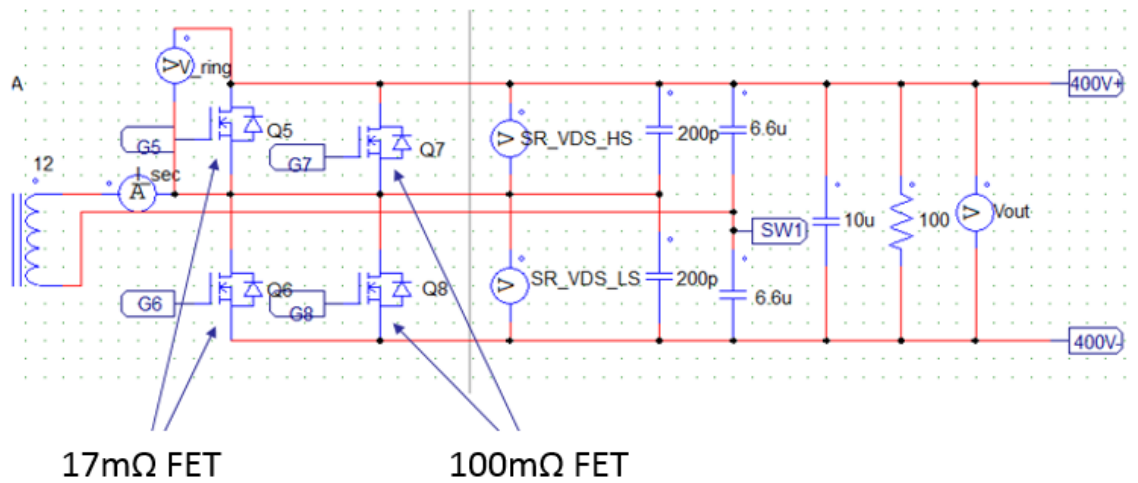 A
V
V_ring
G5
Q5
G7
Q7
12
I_sec
A
V
SR_VDS_HS
200p
6.6u
400V+
SW1
10u
100
V
Vout
G6
Q6
G8
Q8
V
SR_VDS_LS
200p
6.6u
400V-
17mΩ FET
100mΩ FET